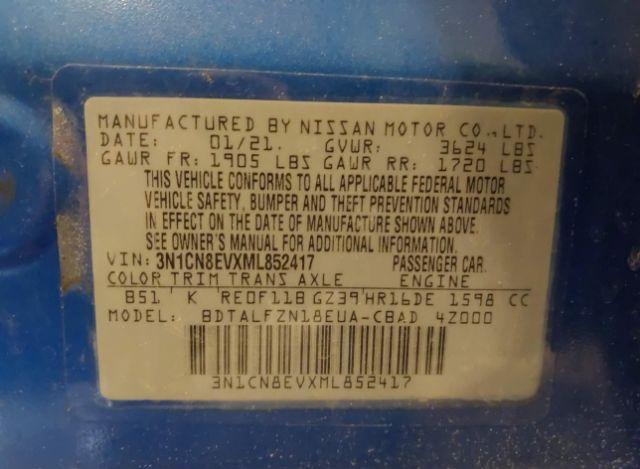 MANUFACTURED BY NISSAN MOTOR CO.,LTD.
DATE: 01/21. GVWR: 3624 LBS
GAWR FR: 1905 LBS GAWR RR: 1720 LBS
THIS VEHICLE CONFORMS TO ALL APPLICABLE FEDERAL MOTOR
VEHICLE SAFETY, BUMPER AND THEFT PREVENTION STANDARDS
IN EFFECT ON THE DATE OF MANUFACTURE SHOWN ABOVE.
SEE OWNER'S MANUAL FOR ADDITIONAL INFORMATION.
VIN: 3N1CN8EVXML852417 PASSENGER CAR.
COLOR TRIM TRANS AXLE ENGINE
B51 K RE0F11B GZ39 HR16DE 1598 CC
MODEL: BDTALFZN18EUA-CBAD 4Z000
3N1CN8EVXML852417